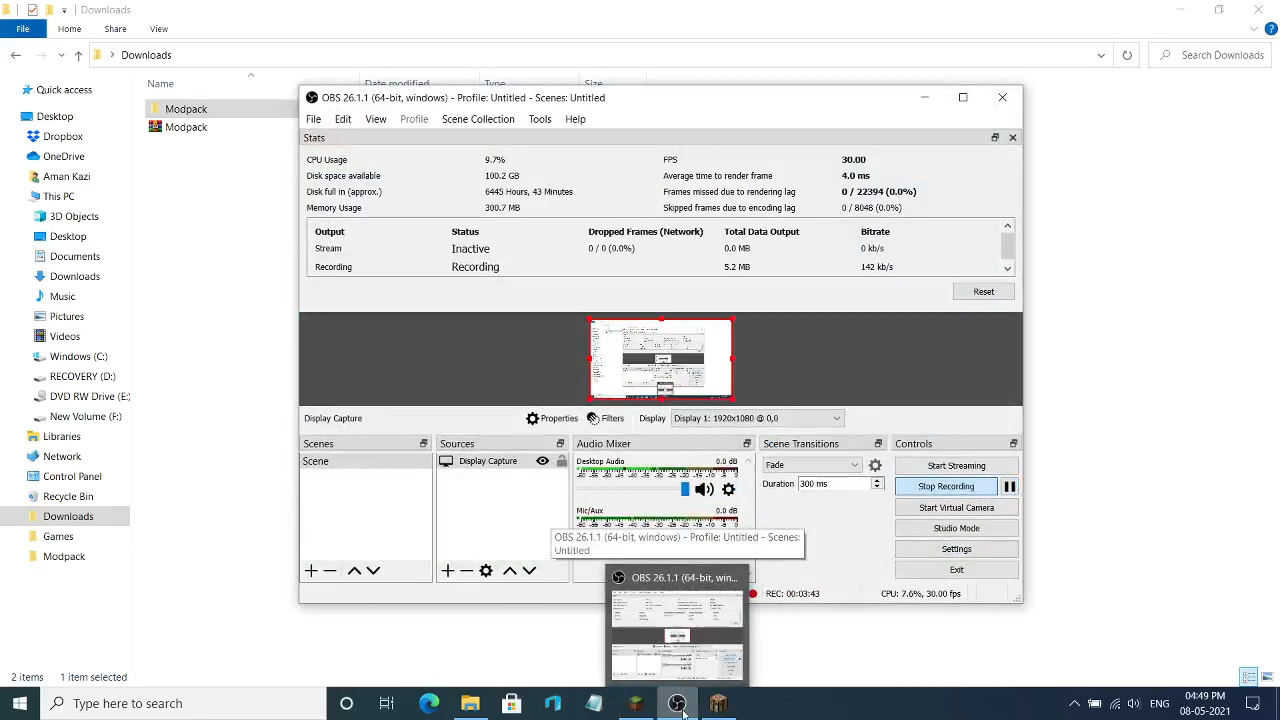 Downloads
File Home Share View
Downloads
Search Downloads
Name Date modified Type Size
Quick access
Desktop
Dropbox
OneDrive
Aman Kazi
This PC
3D Objects
Desktop
Documents
Downloads
Music
Pictures
Videos
Windows (C:)
RECOVERY (D:)
DVD RW Drive (E:
New Volume (F:)
Libraries
Network
Control Panel
Recycle Bin
Downloads
Games
Modpack
Modpack
Modpack
OBS 26.1.1 (64-bit, windows) - Profile: Untitled - Scenes: Untitled
File Edit View Profile Scene Collection Tools Help
Stats
CPU Usage 9.7% FPS 30.00
Disk space available 100.2 GB Average time to render frame 4.0 ms
Disk full in (approx.) 6445 Hours, 43 Minutes Frames missed due to rendering lag 0 / 22394 (0.0%)
Memory Usage 300.7 MB Skipped frames due to encoding lag 0 / 8048 (0.0%)
Output Status Dropped Frames (Network) Total Data Output Bitrate
Stream Inactive 0 / 0 (0.0%) 0.0 MB 0 kb/s
Recording Recording 5.2 MB 142 kb/s
Reset
Display Capture Properties Filters Display Display 1: 1920x1080 @ 0,0
Scenes Sources Audio Mixer Scene Transitions Controls
Scene
Display Capture
Desktop Audio 0.0 dB
Mic/Aux 0.0 dB
Fade
Duration 300 ms
Start Streaming
Stop Recording
Start Virtual Camera
Studio Mode
Settings
Exit
OBS 26.1.1 (64-bit, windows) - Profile: Untitled - Scenes:
Untitled
OBS 26.1.1 (64-bit, win...
REC: 00:03:43 CPU: 7.6%, 30.00 fps
2 items 1 item selected
Type here to search
ENG
04:49 PM
08-05-2021